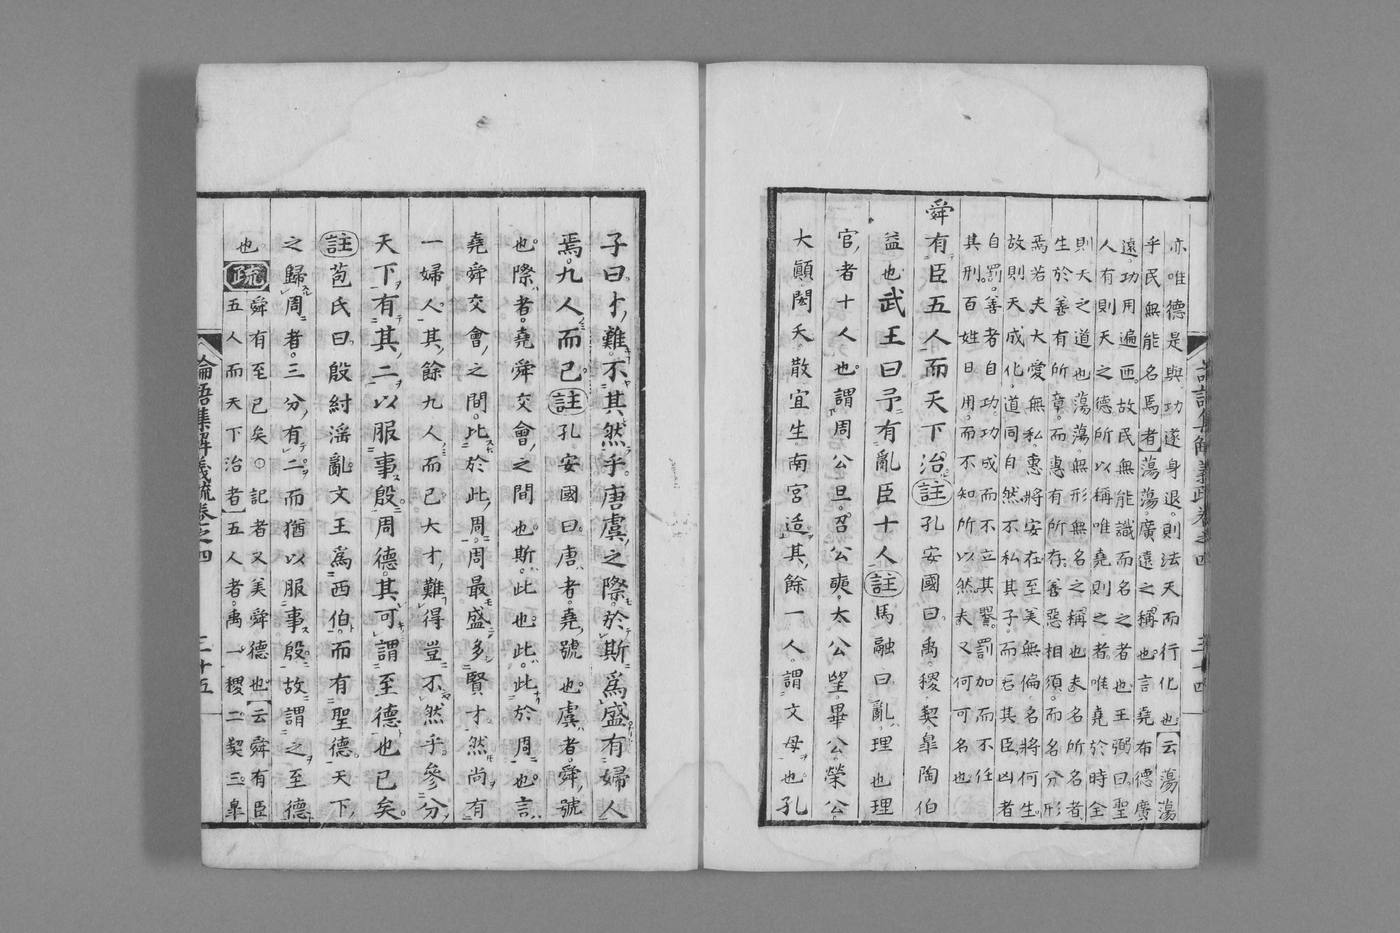 亦唯德是與功遂身退則法天而行化也【云蕩蕩
乎民無能名焉者】蕩蕩廣遠之稱也言堯布德廣
遠功用遍匝故民無能識而名之者也王弼曰聖
人有則天之德所以稱唯堯則之者唯堯於時全
則天之道也蕩蕩無形無名之稱也夫名所名者
生於善有所章而惠有所存善惡相須而名分形
焉若夫大愛無私惠將安在至美無偏名將何生
故則天成化道同自然不私其子而君其臣凶者
自罰善者自功功成而不立其譽罰加而不任
其刑百姓日用而不知所以然夫又何可名也
舜有臣五人而天下治註孔安國曰禹稷契皐陶伯
益也武王曰予有亂臣十人註馬融曰亂理也理
官者十人也謂周公旦召公奭太公望畢公榮公
大顚閎夭散宜生南宮适其餘一人謂文母也孔
子曰才難不其然乎唐虞之際於斯爲盛有婦人
焉九人而已註孔安國曰唐者堯號也虞者舜號
也際者堯舜交會之間也斯此也此此於周也言
堯舜交會之間比於此周周最盛多賢才然尚有
一婦人其餘九人而已大才難得豈不然乎參分
天下有其二以服事殷周德其可謂至德也已矣
註苞氏曰殷紂淫亂文王爲西伯而有聖德天下
之歸周者三分有二而猶以服事殷故謂之至德
也疏
舜有至已矣○記者又美舜德也【云舜有臣
五人而天下治者】五人者禹一稷二契三皐
論語集解義疏卷之四
二十五